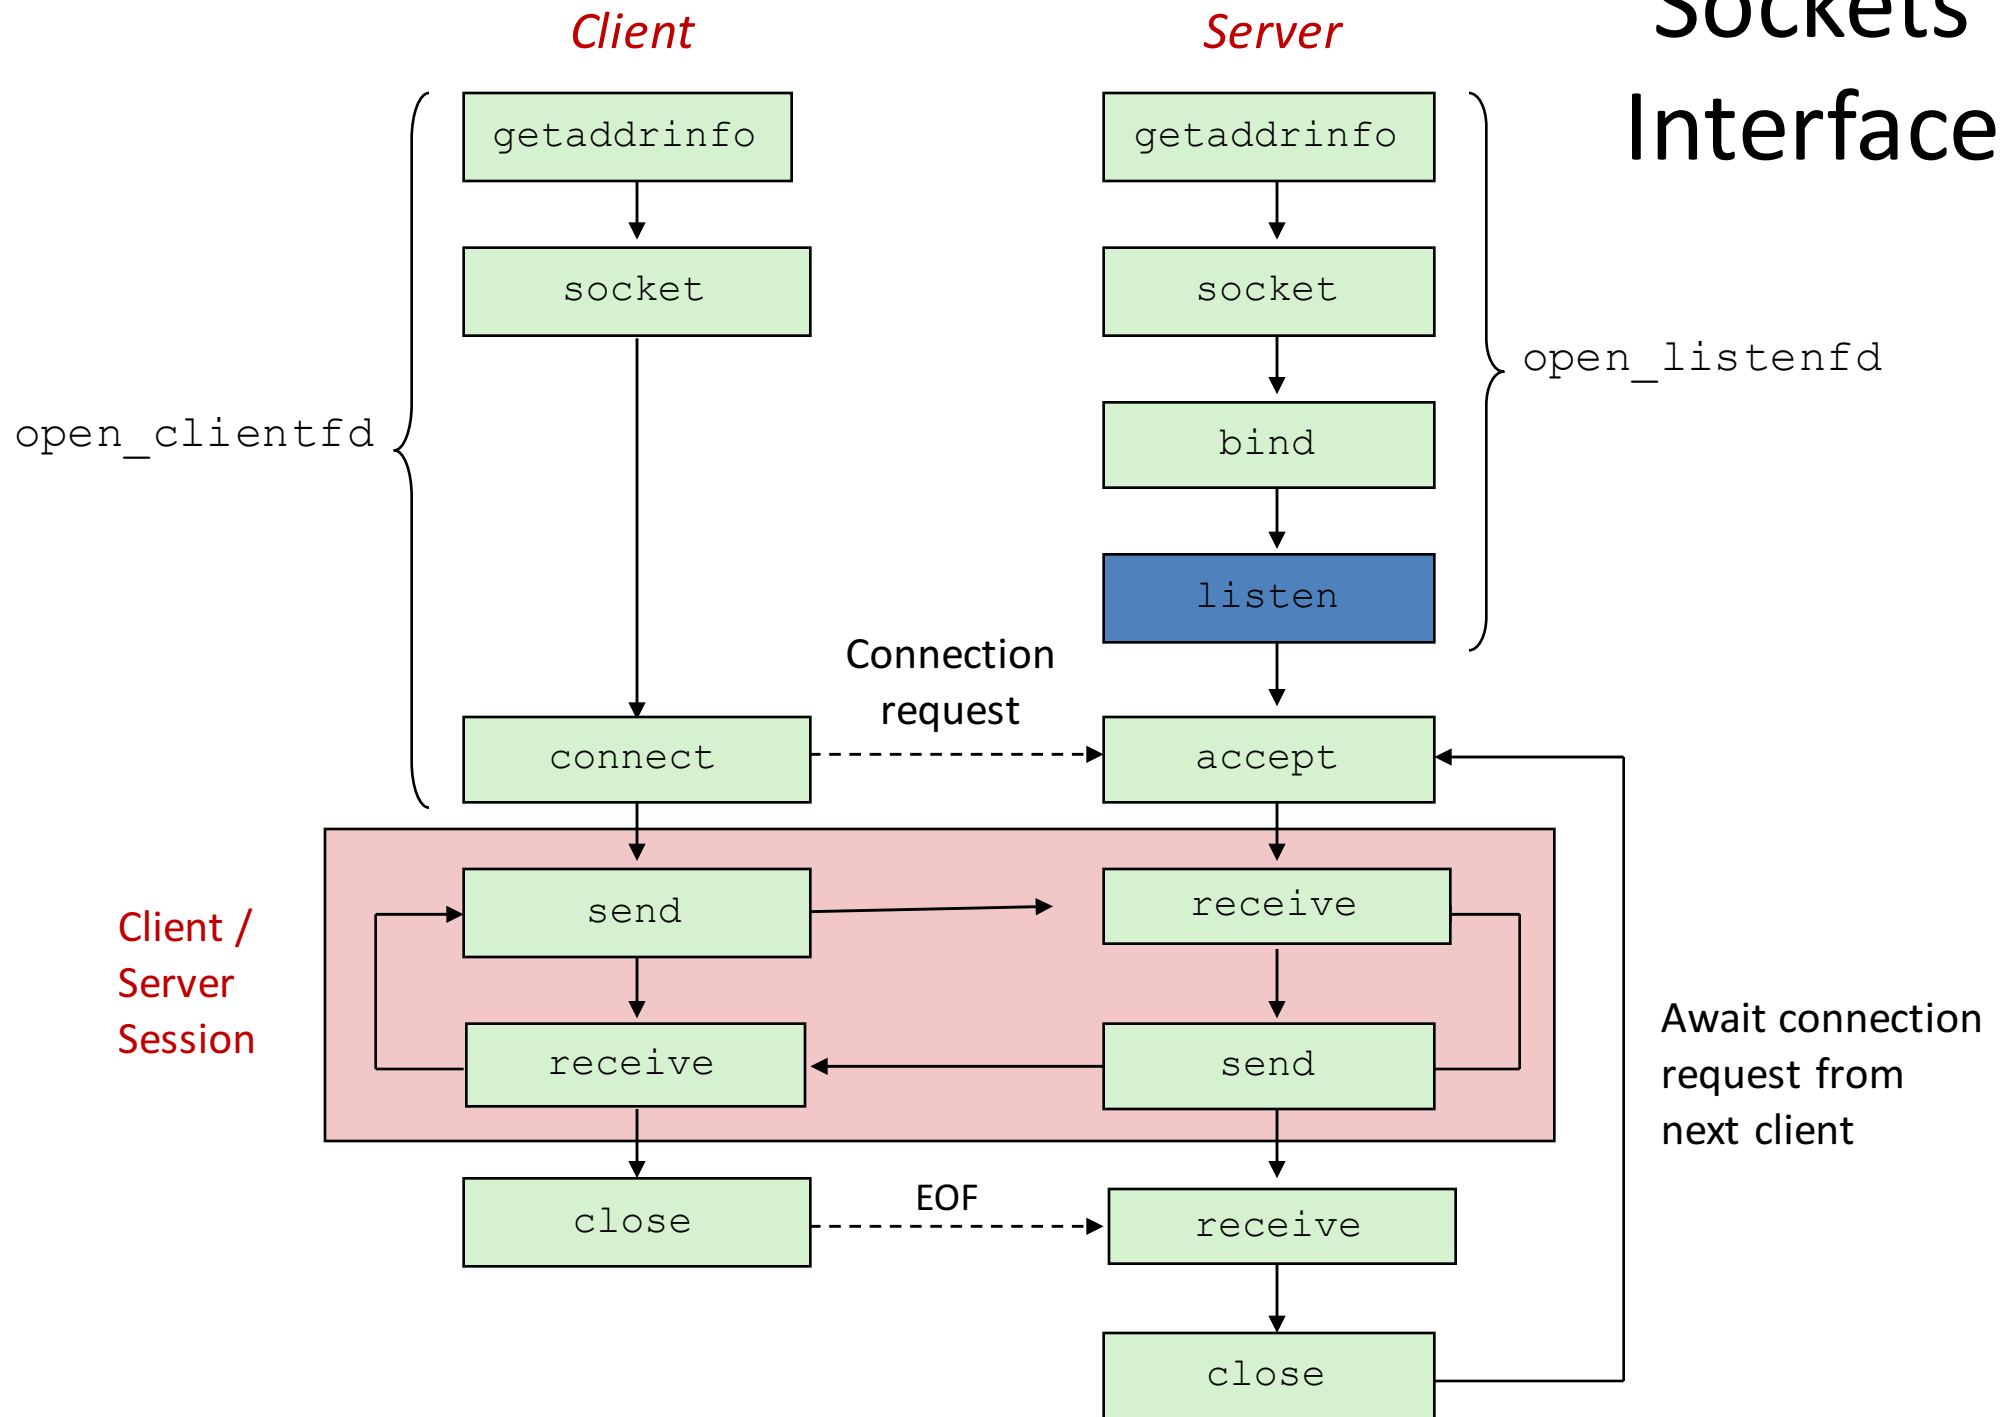 Sockets
Interface
Client
Server
getaddrinfo
getaddrinfo
socket
socket
open_listenfd
open_clientfd
bind
listen
Connection
request
connect
accept
Client /
Server
Session
send
receive
receive
send
Await connection
request from
next client
close
EOF
receive
close